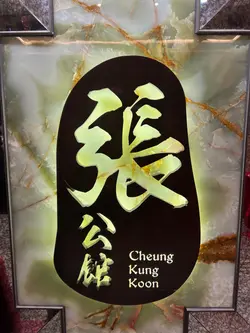 張
公
館
Cheung
Kung
Koon